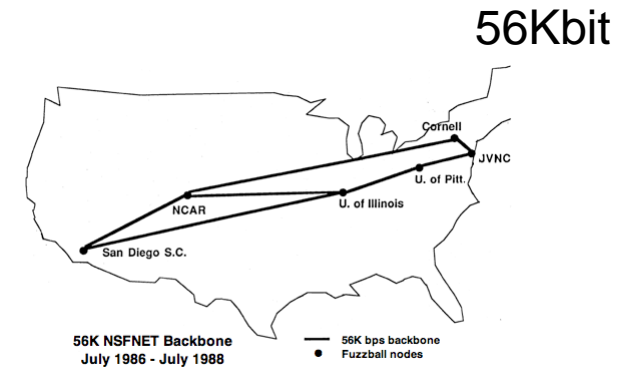 56Kbit
Cornell
JVNC
U. of Pitt.
U. of Illinois
NCAR
San Diego S.C.
56K NSFNET Backbone
July 1986 - July 1988
56K bps backbone
Fuzzball nodes